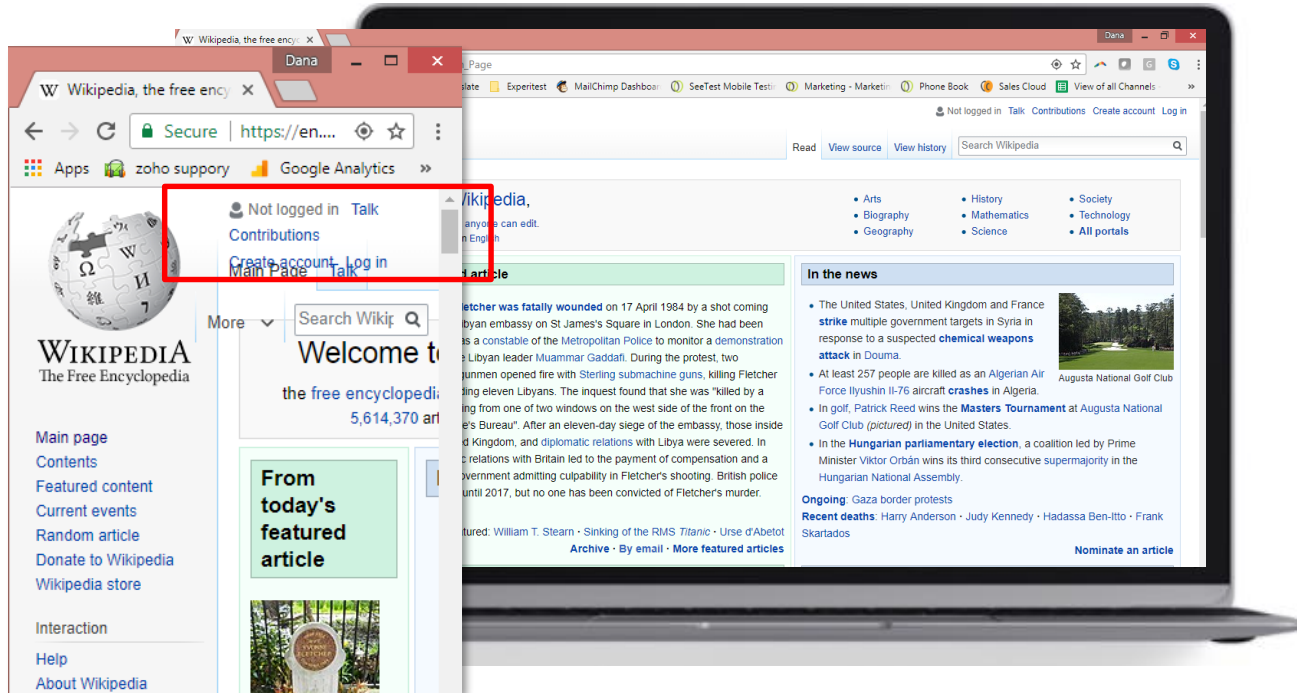 W Wikipedia, the free ency
Dana
Dana
W Wikipedia, the free ency
Secure | https://en....
Apps
zoho suppory
Google Analytics
»
Not logged in Talk
Contributions
Create account Log in
Main Page Talk
More
Search Wikip
WIKIPEDIA
The Free Encyclopedia
Welcome t
the free encyclopedi
5,614,370 art
Main page
Contents
Featured content
Current events
Random article
Donate to Wikipedia
Wikipedia store
Interaction
Help
About Wikipedia
From
today's
featured
article
_Page
slate Experitest MailChimp Dashboar SeeTest Mobile Testin Marketing - Marketin Phone Book Sales Cloud View of all Channels »
Not logged in Talk Contributions Create account Log in
Read View source View history Search Wikipedia
Wikipedia,
anyone can edit.
n English
• Arts • History • Society
• Biography • Mathematics • Technology
• Geography • Science • All portals
d article
letcher was fatally wounded on 17 April 1984 by a shot coming
ibyan embassy on St James's Square in London. She had been
as a constable of the Metropolitan Police to monitor a demonstration
e Libyan leader Muammar Gaddafi. During the protest, two
gunmen opened fire with Sterling submachine guns, killing Fletcher
ding eleven Libyans. The inquest found that she was "killed by a
ing from one of two windows on the west side of the front on the
e's Bureau". After an eleven-day siege of the embassy, those inside
d Kingdom, and diplomatic relations with Libya were severed. In
c relations with Britain led to the payment of compensation and a
overnment admitting culpability in Fletcher's shooting. British police
until 2017, but no one has been convicted of Fletcher's murder.
tured: William T. Stearn · Sinking of the RMS Titanic · Urse d'Abetot
Archive · By email · More featured articles
In the news
• The United States, United Kingdom and France
strike multiple government targets in Syria in
response to a suspected chemical weapons
attack in Douma.
• At least 257 people are killed as an Algerian Air
Force Ilyushin Il-76 aircraft crashes in Algeria.
• In golf, Patrick Reed wins the Masters Tournament at Augusta National
Golf Club (pictured) in the United States.
• In the Hungarian parliamentary election, a coalition led by Prime
Minister Viktor Orbán wins its third consecutive supermajority in the
Hungarian National Assembly.
Augusta National Golf Club
Ongoing: Gaza border protests
Recent deaths: Harry Anderson · Judy Kennedy · Hadassa Ben-Itto · Frank
Skartados
Nominate an article